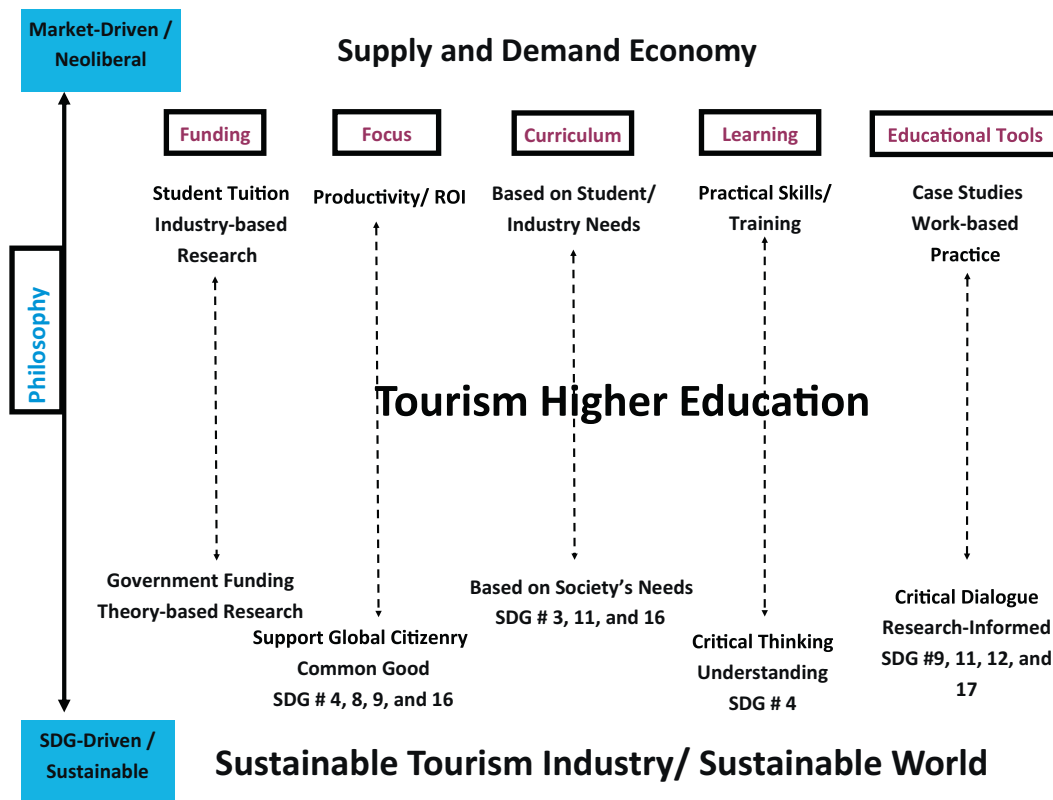 Market-Driven /
Neoliberal
Supply and Demand Economy
Funding
Focus
Curriculum
Learning
Educational Tools
Student Tuition
Industry-based
Research
Productivity/ ROI
Based on Student/
Industry Needs
Practical Skills/
Training
Case Studies
Work-based
Practice
Philosophy
Tourism Higher Education
Government Funding
Theory-based Research
Support Global Citizenry
Common Good
SDG # 4, 8, 9, and 16
Based on Society’s Needs
SDG # 3, 11, and 16
Critical Thinking
Understanding
SDG # 4
Critical Dialogue
Research-Informed
SDG #9, 11, 12, and
17
SDG-Driven /
Sustainable
Sustainable Tourism Industry/ Sustainable World